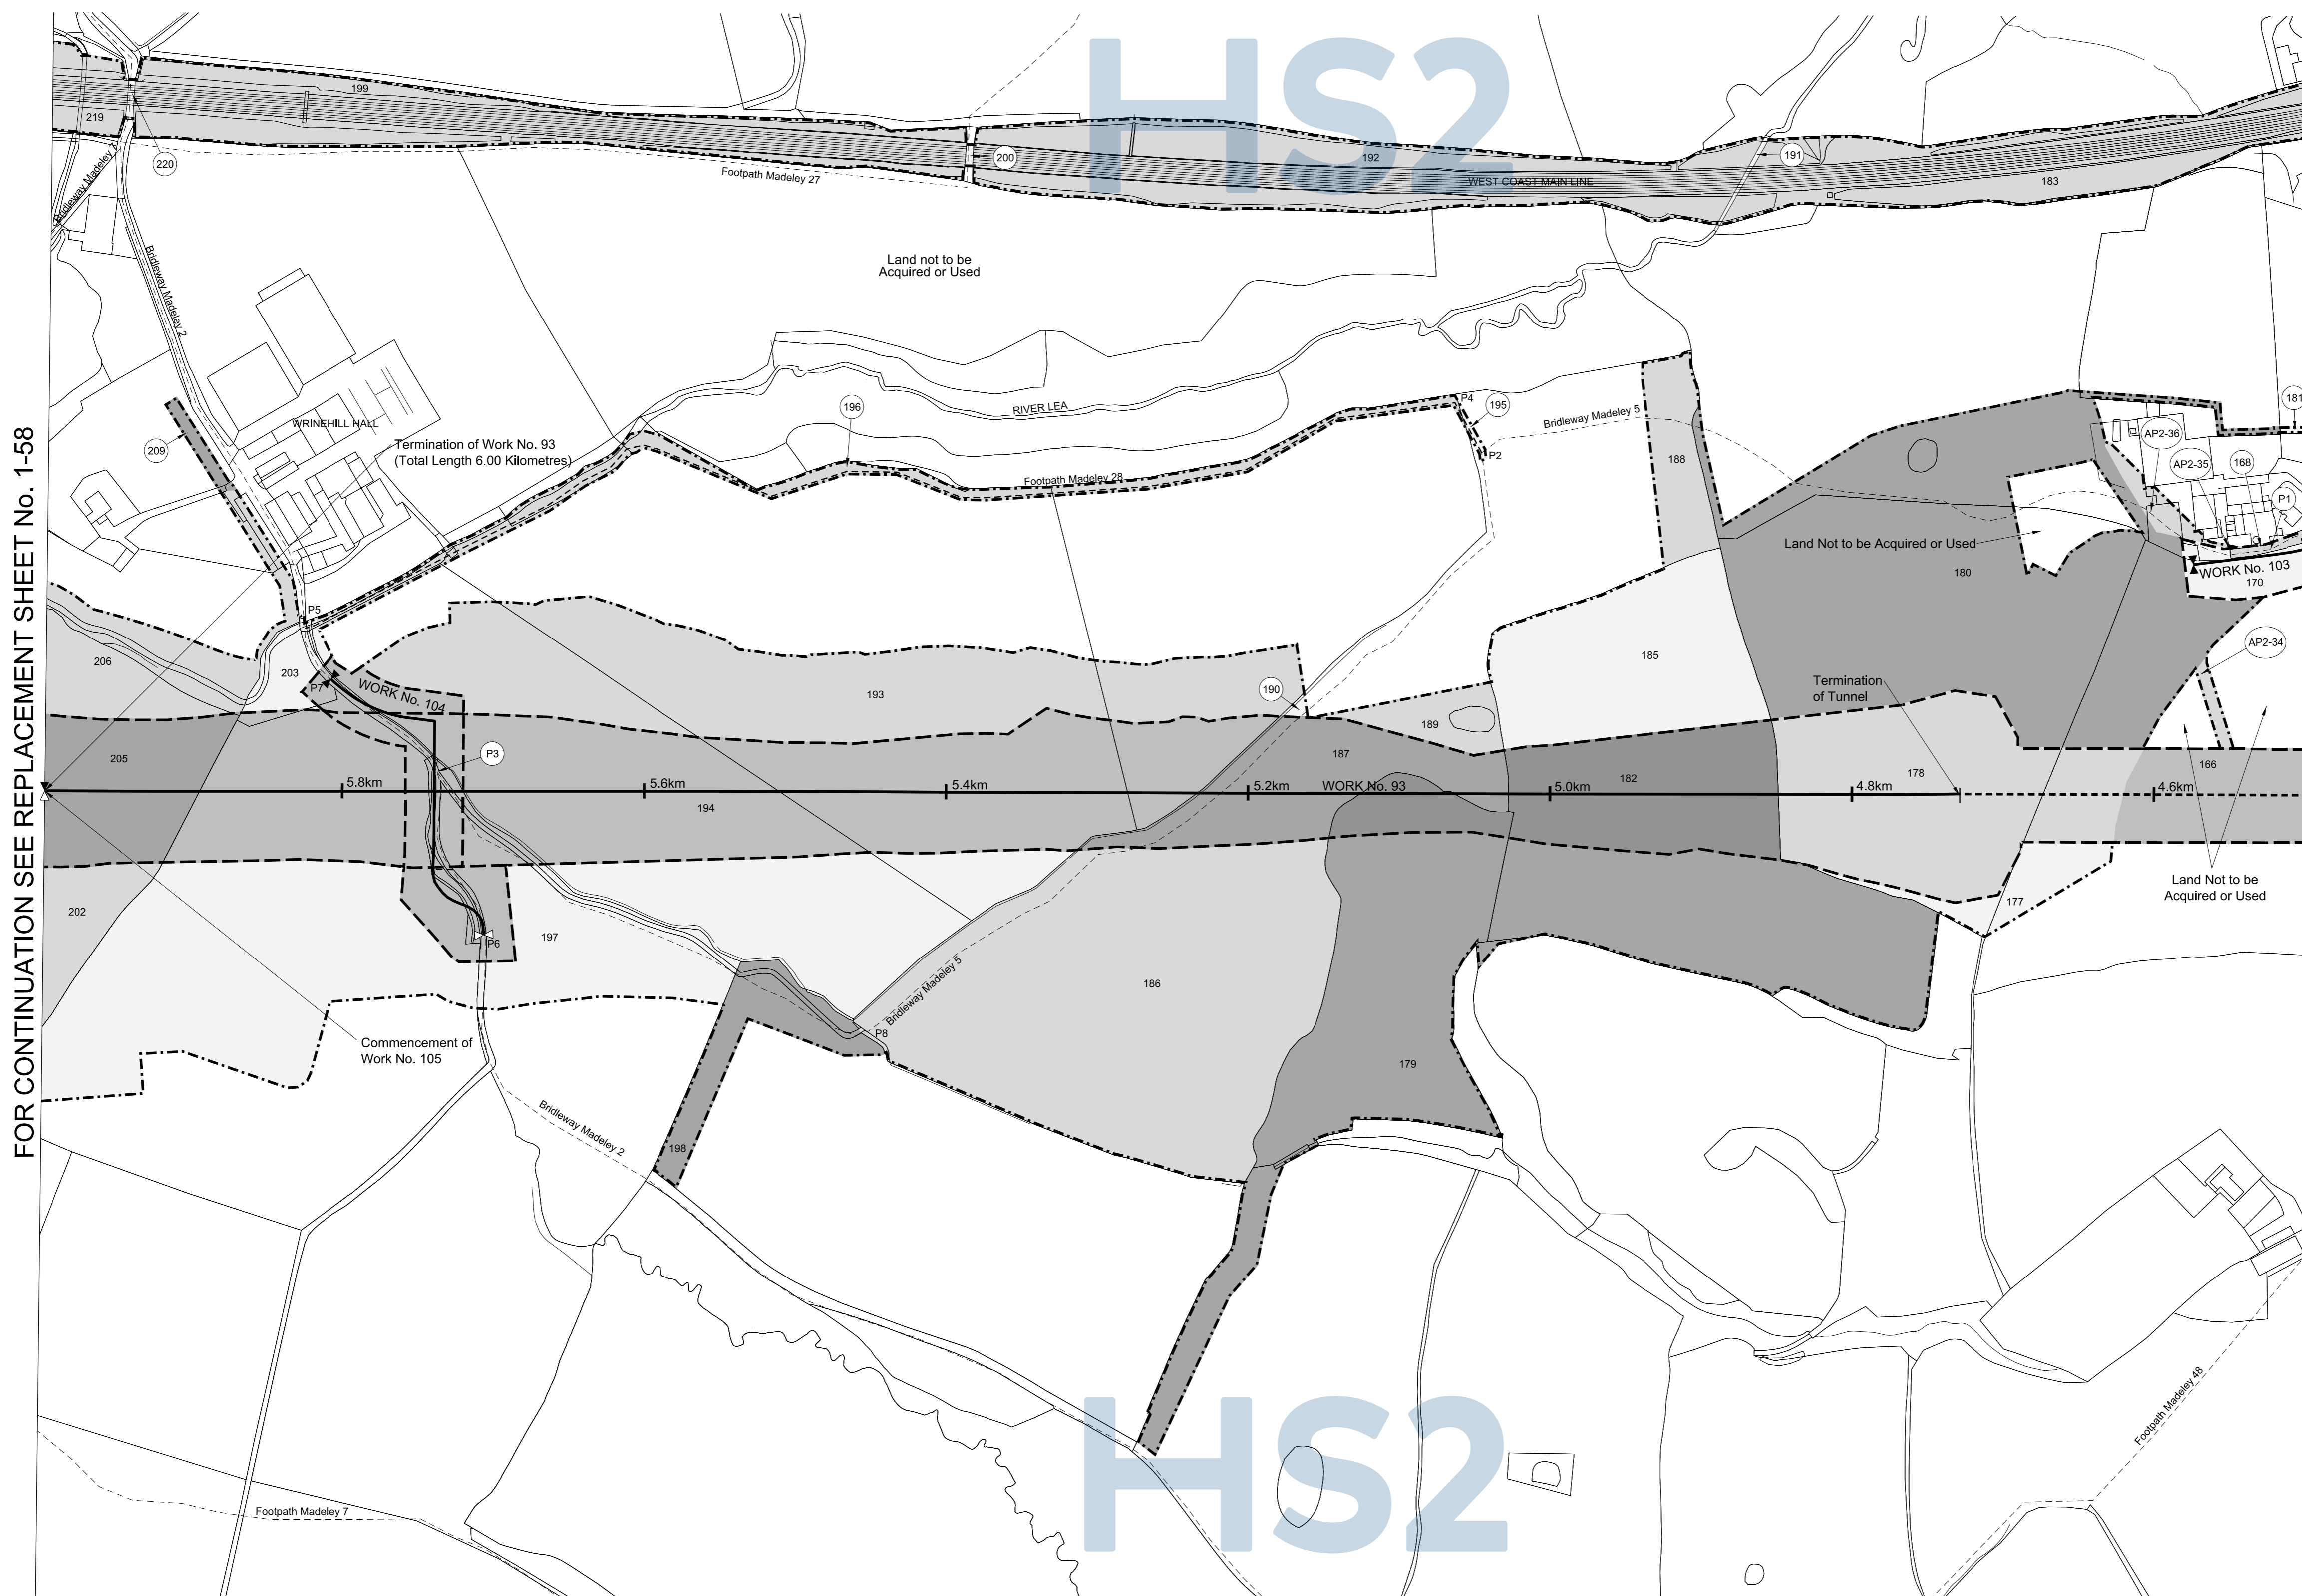 HS2
199
219
220
200
192
191
WEST COAST MAIN LINE
183
Footpath Madeley 27
Bridleway Madeley 2
Land not to be
Acquired or Used
RIVER LEA
WRINEHILL HALL
209
Termination of Work No. 93
(Total Length 6.00 Kilometres)
196
P4
195
P2
Bridleway Madeley 5
Footpath Madeley 28
188
181
AP2-36
AP2-35
168
P1
Land Not to be Acquired or Used
180
WORK No. 103
170
FOR CONTINUATION SEE REPLACEMENT SHEET No. 1-58
P5
206
203
P7
WORK No. 104
193
190
189
185
Termination
of Tunnel
AP2-34
205
P3
187
182
178
166
5.8km
5.6km
5.4km
5.2km
WORK No. 93
5.0km
4.8km
4.6km
194
202
197
P6
177
Land Not to be
Acquired or Used
186
Bridleway Madeley 5
P8
Commencement of
Work No. 105
179
198
Bridleway Madeley 2
Footpath Madeley 48
Footpath Madeley 7
HS2